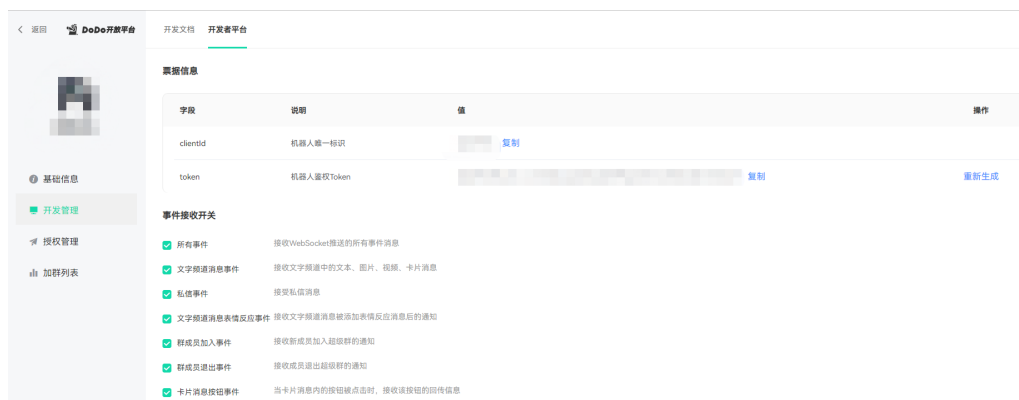 返回 DoDo开放平台 开发文档 开发者平台
票据信息
字段 说明 值 操作
clientId 机器人唯一标识 复制
token 机器人鉴权Token 复制 重新生成
基础信息
开发管理
授权管理
加群列表
事件接收开关
所有事件 接收WebSocket推送的所有事件消息
文字频道消息事件 接收文字频道中的文本、图片、视频、卡片消息
私信事件 接受私信消息
文字频道消息表情反应事件 接收文字频道消息被添加表情反应消息后的通知
群成员加入事件 接收新成员加入超级群的通知
群成员退出事件 接收成员退出超级群的通知
卡片消息按钮事件 当卡片消息内的按钮被点击时，接收该按钮的回传信息